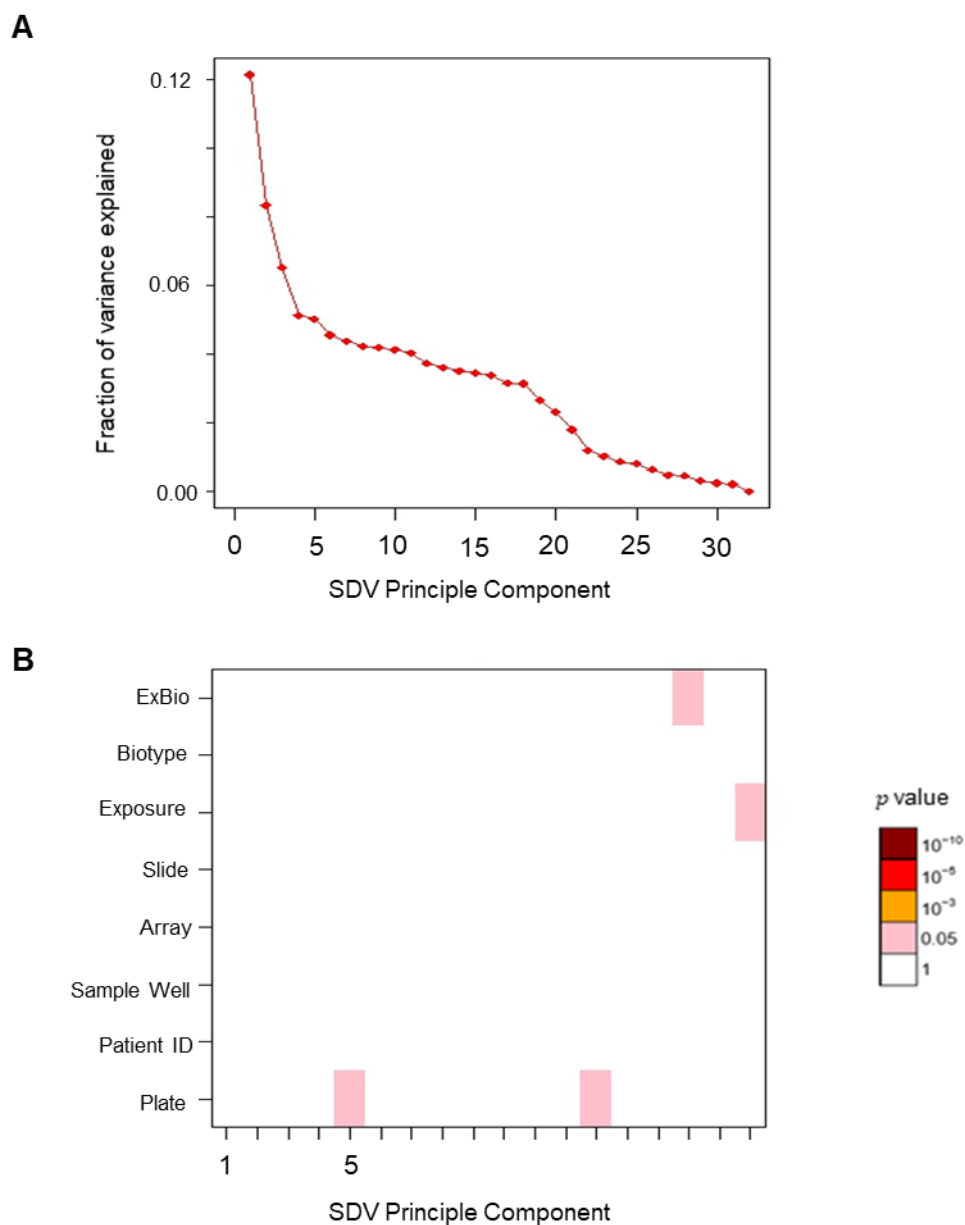 A
Fraction of variance explained
0.12
0.06
0.00
0 5 10 15 20 25 30
SDV Principle Component
B
ExBio
Biotype
Exposure
Slide
Array
Sample Well
Patient ID
Plate
1 5
SDV Principle Component
p value
10⁻¹⁰
10⁻⁵
10⁻³
0.05
1